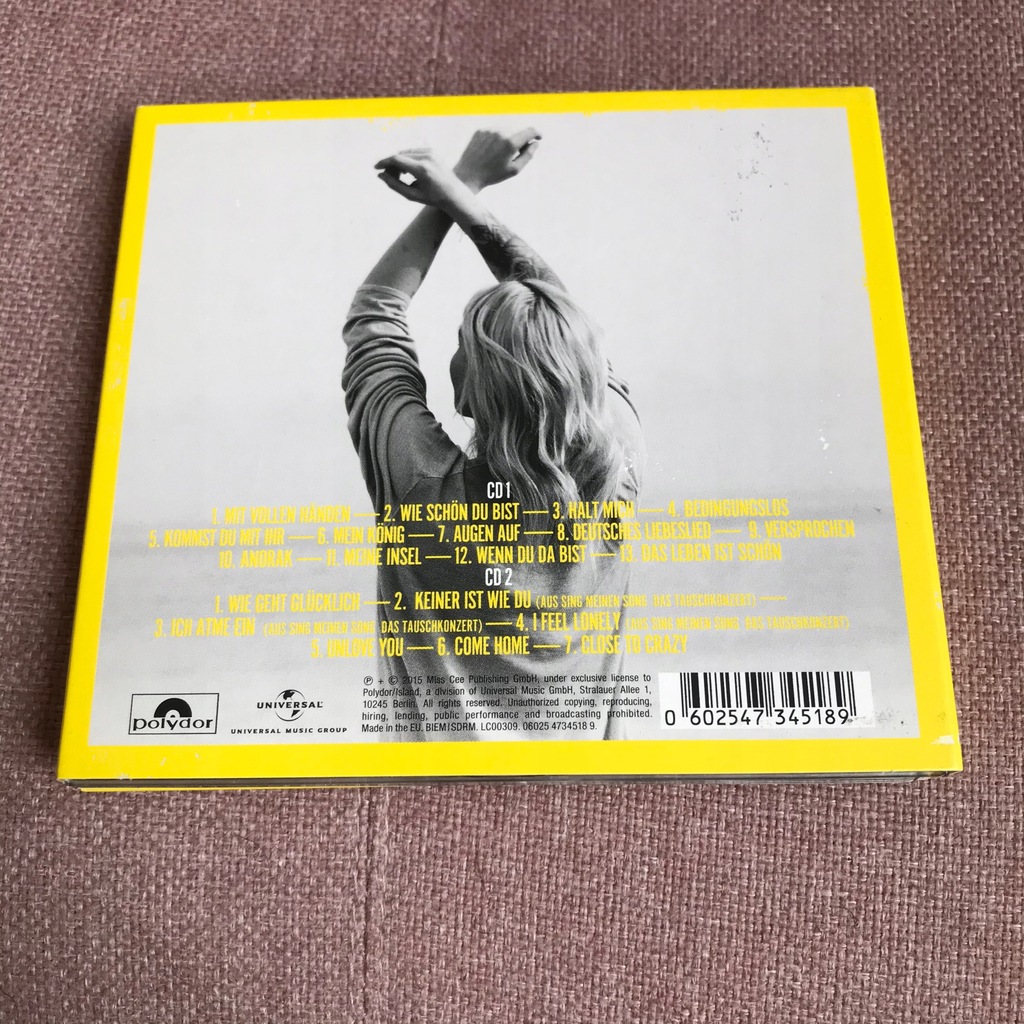 CD 1
1. MIT VOLLEN HÄNDEN — 2. WIE SCHÖN DU BIST — 3. HALT MICH — 4. BEDINGUNGSLOS
5. KOMMST DU MIT IHR — 6. MEIN KÖNIG — 7. AUGEN AUF — 8. DEUTSCHES LIEBESLIED — 9. VERSPROCHEN
10. ANORAK — 11. MEINE INSEL — 12. WENN DU DA BIST — 13. DAS LEBEN IST SCHÖN
CD 2
1. WIE GEHT GLÜCKLICH — 2. KEINER IST WIE DU (AUS SING MEINEN SONG DAS TAUSCHKONZERT) —
3. ICH ATME EIN (AUS SING MEINEN SONG DAS TAUSCHKONZERT) — 4. I FEEL LONELY (AUS SING MEINEN SONG DAS TAUSCHKONZERT)
5. UNLOVE YOU — 6. COME HOME — 7. CLOSE TO CRAZY
polydor
UNIVERSAL
UNIVERSAL MUSIC GROUP
℗ + © 2015 Miss Cee Publishing GmbH, under exclusive license to
Polydor/Island, a division of Universal Music GmbH, Stralauer Allee 1,
10245 Berlin. All rights reserved. Unauthorized copying, reproducing,
hiring, lending, public performance and broadcasting prohibited.
Made in the EU. BIEM1SDRM. LC00309. 06025 4734518 9.
0 602547 345189